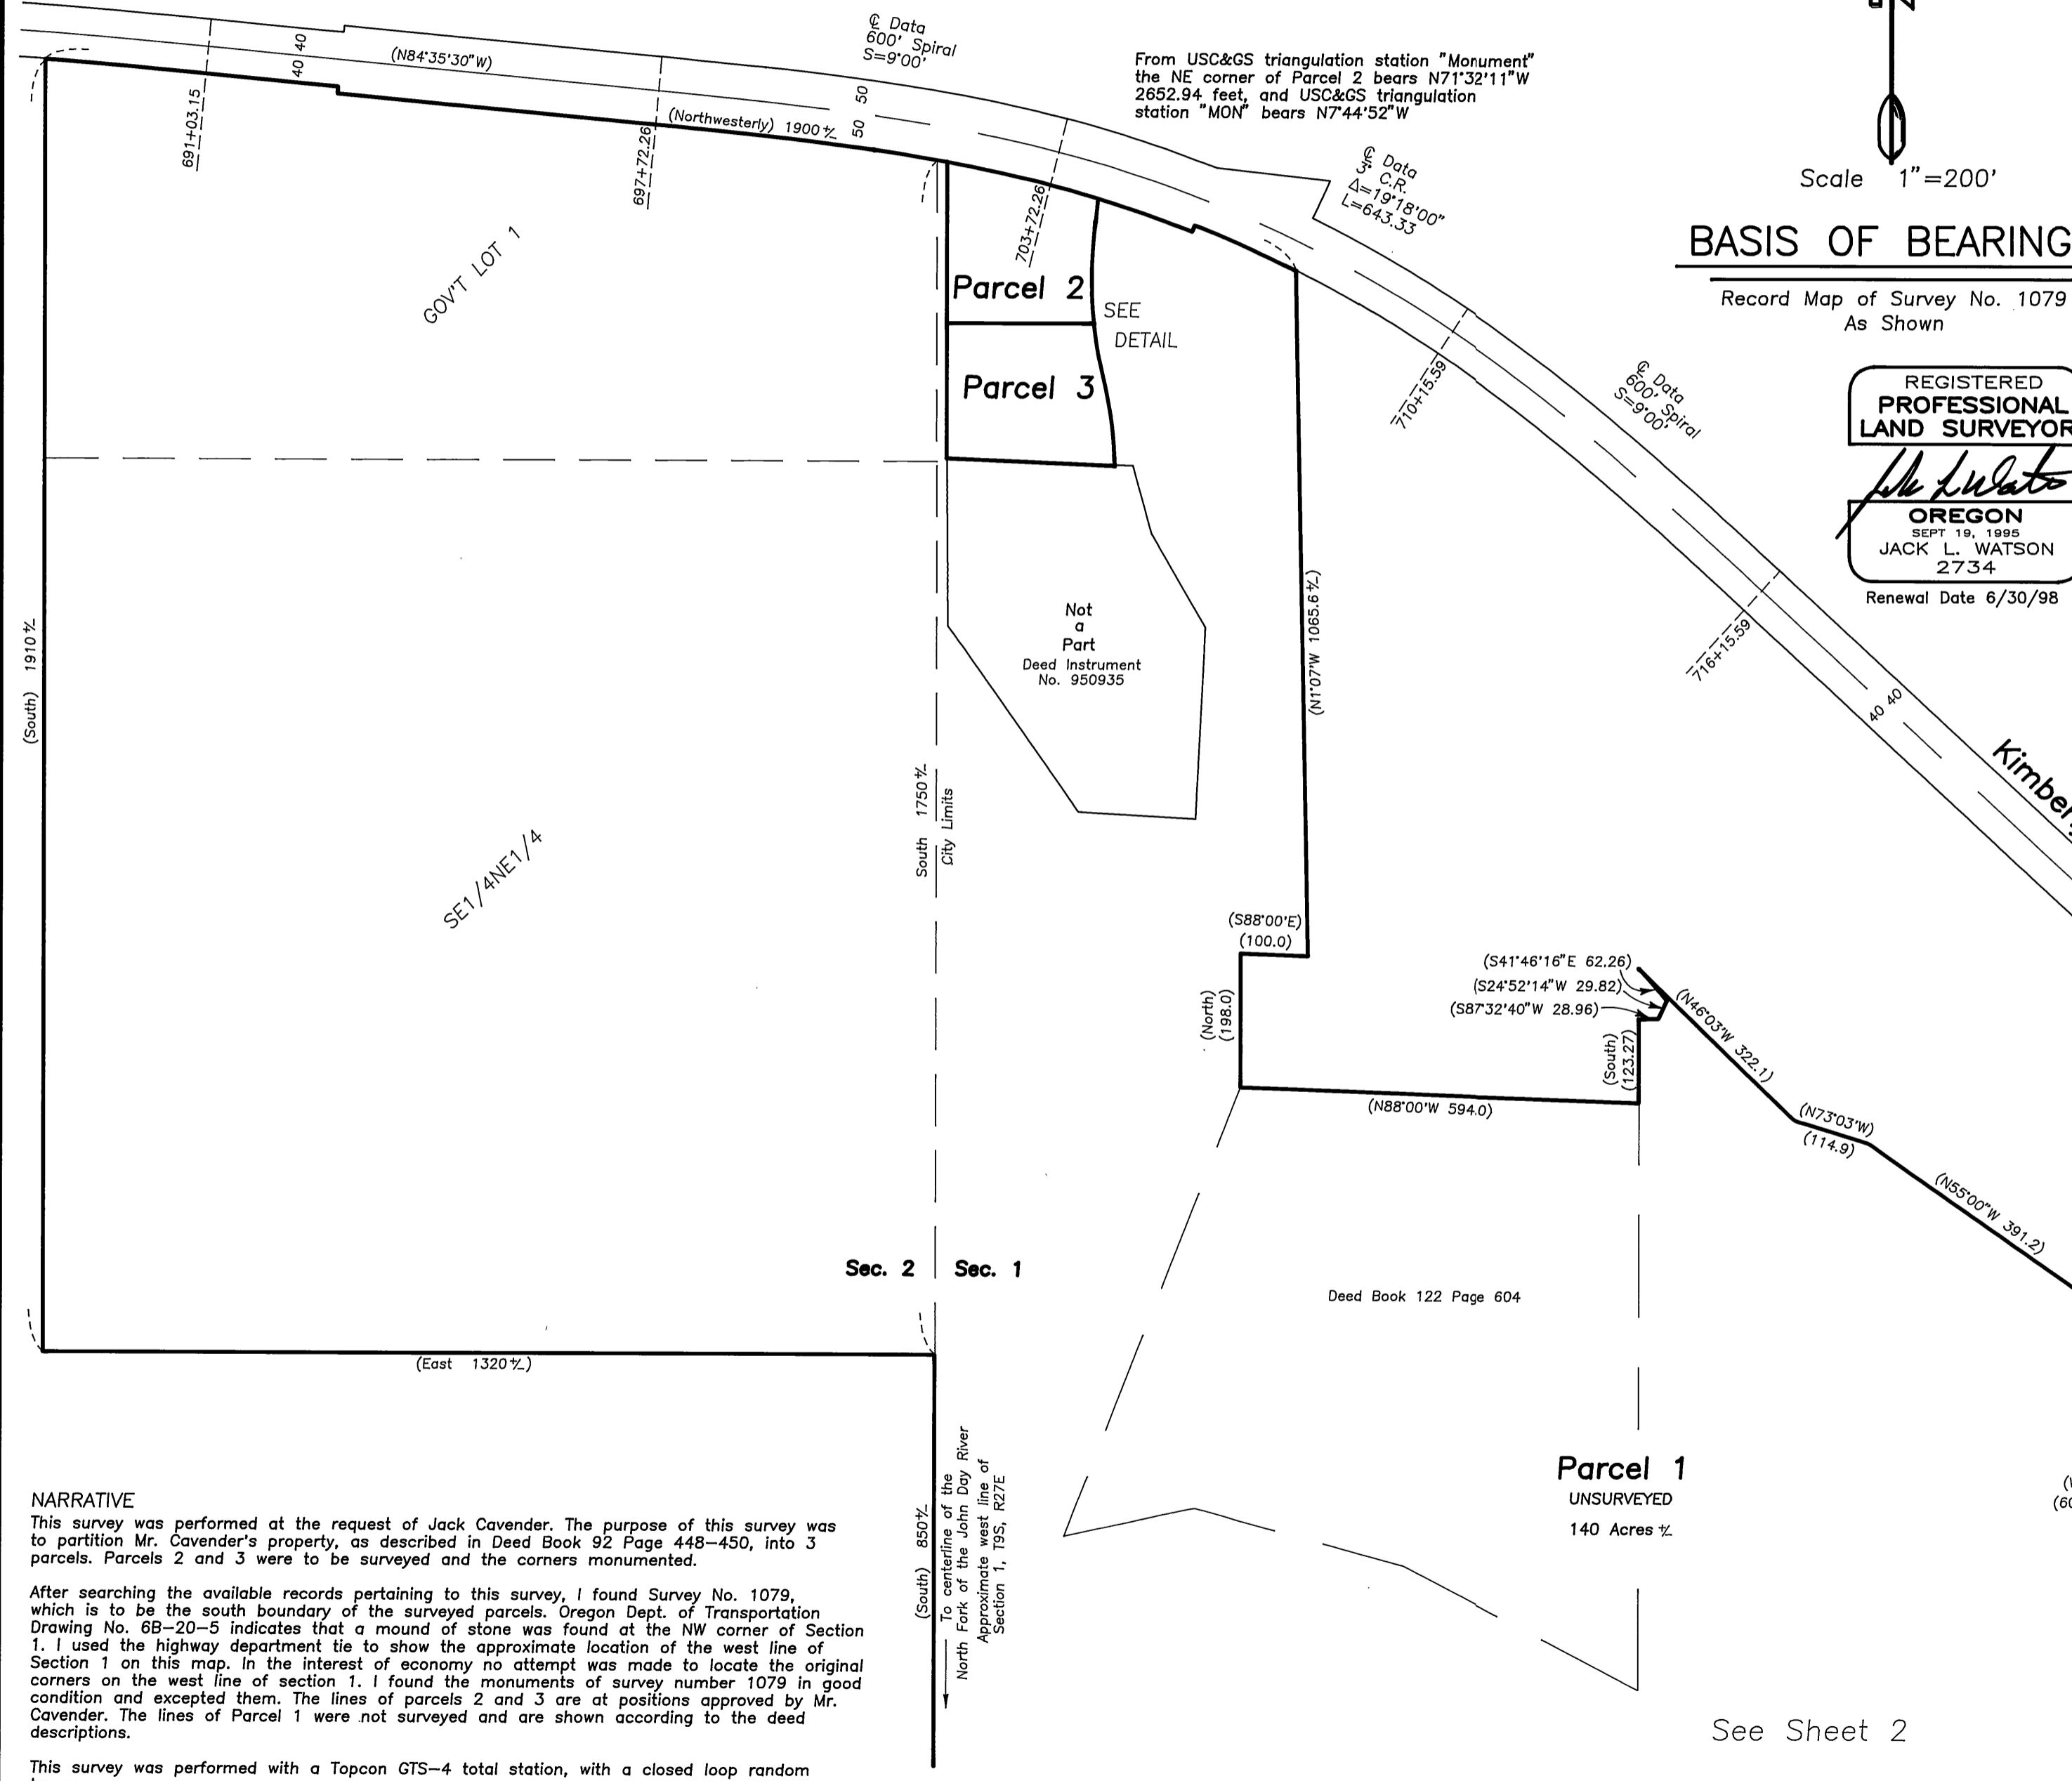 ℄ Data
600' Spiral
S=9°00'
(N84°35'30"W)
40
40
50
50
(Northwesterly) 1900±
691+03.15
697+72.26
703+72.26
From USC&GS triangulation station "Monument"
the NE corner of Parcel 2 bears N71°32'11"W
2652.94 feet, and USC&GS triangulation
station "MON" bears N7°44'52"W
℄ Data
3° C.R.
Δ=19°18'00"
L=643.33
Scale 1"=200'
BASIS OF BEARING
Record Map of Survey No. 1079
As Shown
REGISTERED
PROFESSIONAL
LAND SURVEYOR
OREGON
SEPT 19, 1995
JACK L. WATSON
2734
Renewal Date 6/30/98
GOV'T LOT 1
Parcel 2
SEE
DETAIL
Parcel 3
710+15.59
℄ Data
600' Spiral
S=9°00'
716+15.59
40 40
Kimber
Not
a
Part
Deed Instrument
No. 950935
(N1°07'W 1065.6±)
(South) 1910±
South 1750±
City Limits
SE1/4NE1/4
(S88°00'E)
(100.0)
(North)
(198.0)
(S41°46'16"E 62.26)
(S24°52'14"W 29.82)
(S87°32'40"W 28.96)
(South)
(123.27)
(N46°03'W 322.1)
(N88°00'W 594.0)
(N73°03'W)
(114.9)
(N55°00'W 391.2)
Sec. 2
Sec. 1
Deed Book 122 Page 604
(East 1320±)
Parcel 1
UNSURVEYED
140 Acres ±
(South) 850±
To centerline of the
North Fork of the John Day River
Approximate west line of
Section 1, T9S, R27E
(60
NARRATIVE
This survey was performed at the request of Jack Cavender. The purpose of this survey was
to partition Mr. Cavender's property, as described in Deed Book 92 Page 448-450, into 3
parcels. Parcels 2 and 3 were to be surveyed and the corners monumented.
After searching the available records pertaining to this survey, I found Survey No. 1079,
which is to be the south boundary of the surveyed parcels. Oregon Dept. of Transportation
Drawing No. 6B-20-5 indicates that a mound of stone was found at the NW corner of Section
1. I used the highway department tie to show the approximate location of the west line of
Section 1 on this map. In the interest of economy no attempt was made to locate the original
corners on the west line of section 1. I found the monuments of survey number 1079 in good
condition and excepted them. The lines of parcels 2 and 3 are at positions approved by Mr.
Cavender. The lines of Parcel 1 were not surveyed and are shown according to the deed
descriptions.
This survey was performed with a Topcon GTS-4 total station, with a closed loop random
See Sheet 2